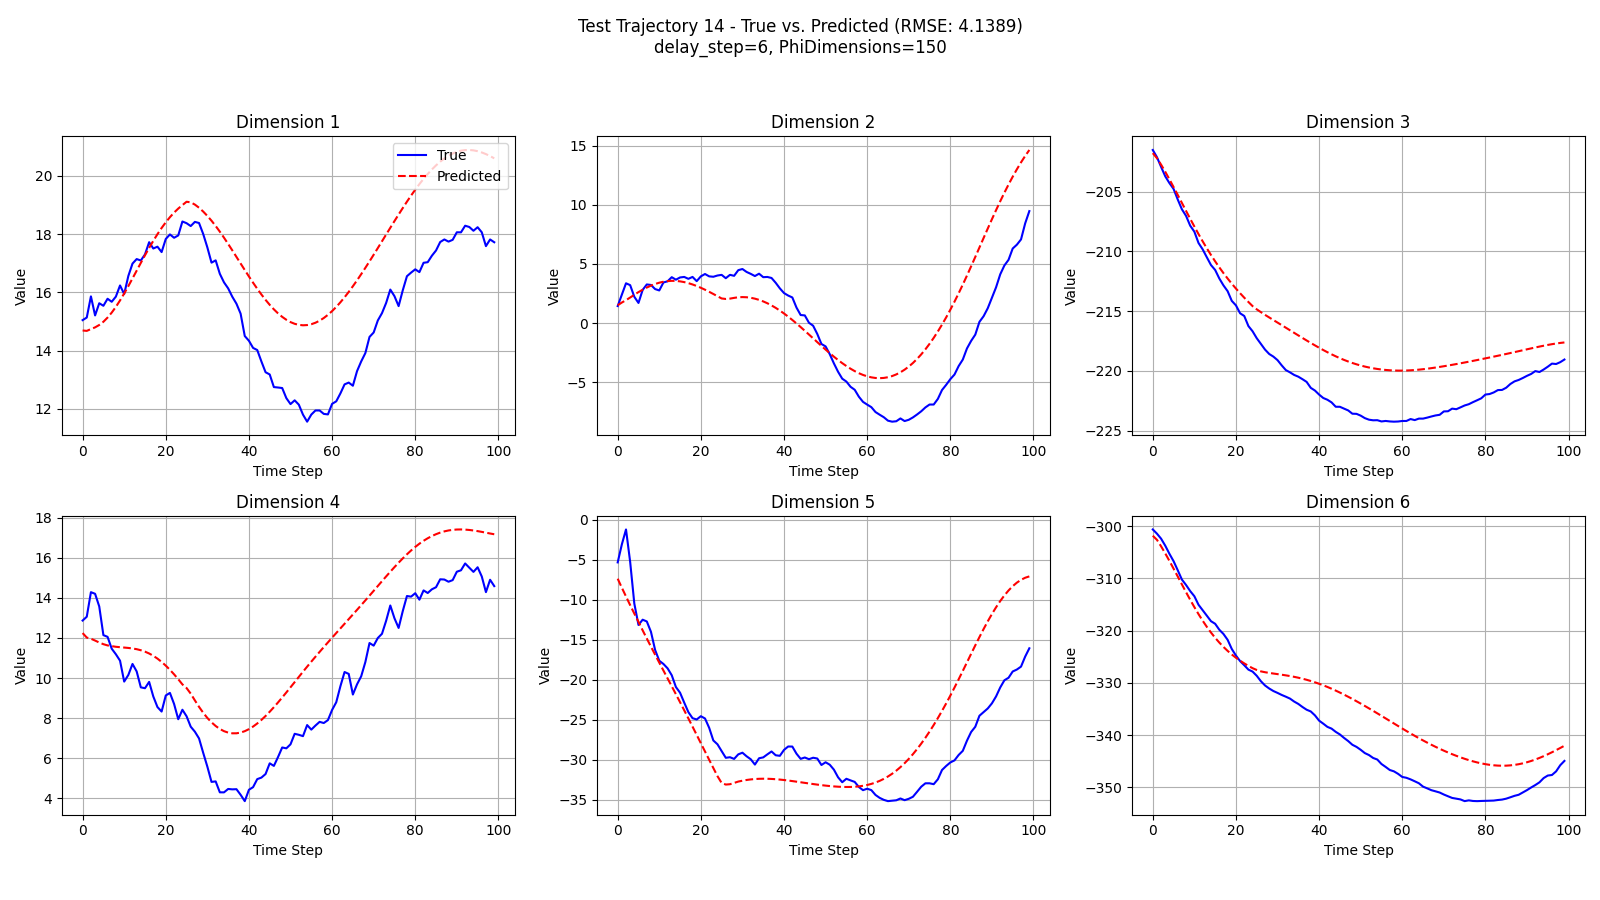 Test Trajectory 14 - True vs. Predicted (RMSE: 4.1389)
delay_step=6, PhiDimensions=150
Dimension 1
Value
20
18
16
14
12
0 20 40 60 80 100
Time Step
True
Predicted
Dimension 2
Value
15
10
5
0
−5
0 20 40 60 80 100
Time Step
Dimension 3
Value
−205
−210
−215
−220
−225
0 20 40 60 80 100
Time Step
Dimension 4
Value
18
16
14
12
10
8
6
4
0 20 40 60 80 100
Time Step
Dimension 5
Value
0
−5
−10
−15
−20
−25
−30
−35
0 20 40 60 80 100
Time Step
Dimension 6
Value
−300
−310
−320
−330
−340
−350
0 20 40 60 80 100
Time Step